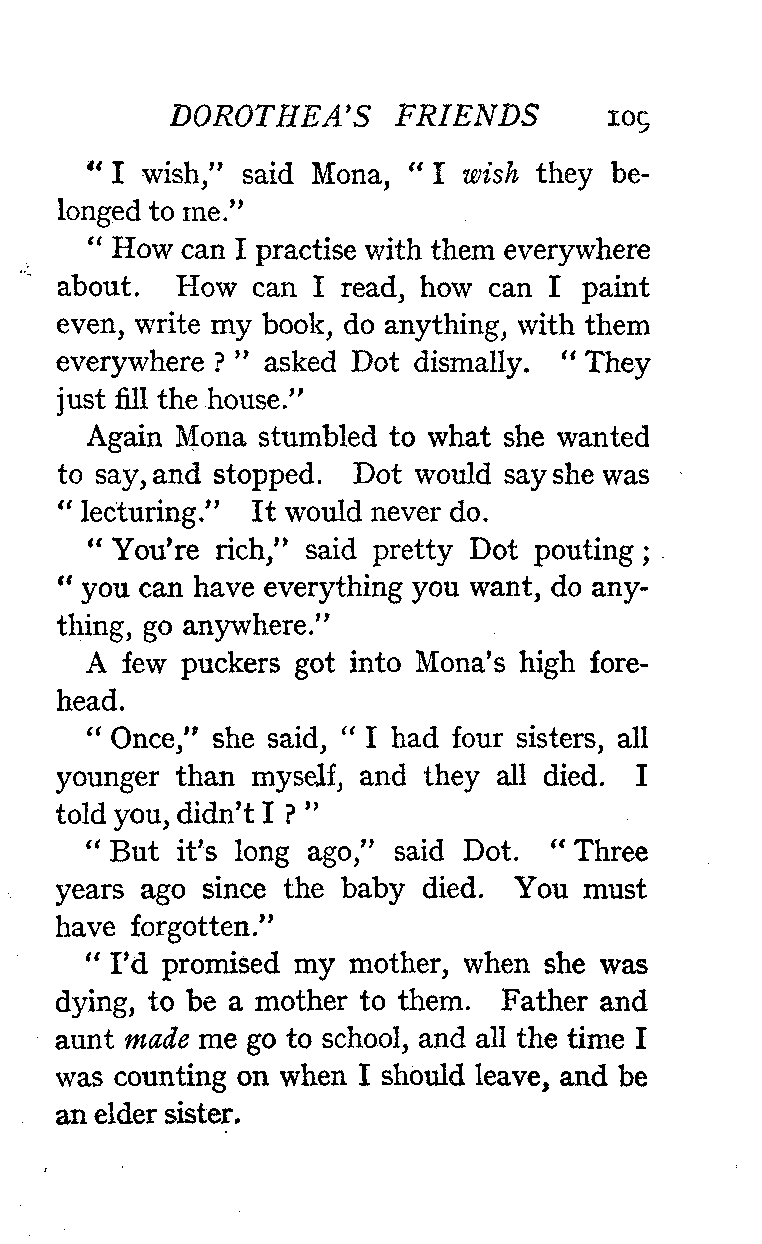 DOROTHEA'S FRIENDS 109
" I wish," said Mona, " I wish they be-
longed to me."
" How can I practise with them everywhere
about. How can I read, how can I paint
even, write my book, do anything, with them
everywhere ? " asked Dot dismally. " They
just fill the house."
Again Mona stumbled to what she wanted
to say, and stopped. Dot would say she was
" lecturing." It would never do.
" You're rich," said pretty Dot pouting ;
" you can have everything you want, do any-
thing, go anywhere."
A few puckers got into Mona's high fore-
head.
" Once," she said, " I had four sisters, all
younger than myself, and they all died. I
told you, didn't I ? "
" But it's long ago," said Dot. " Three
years ago since the baby died. You must
have forgotten."
" I'd promised my mother, when she was
dying, to be a mother to them. Father and
aunt made me go to school, and all the time I
was counting on when I should leave, and be
an elder sister.